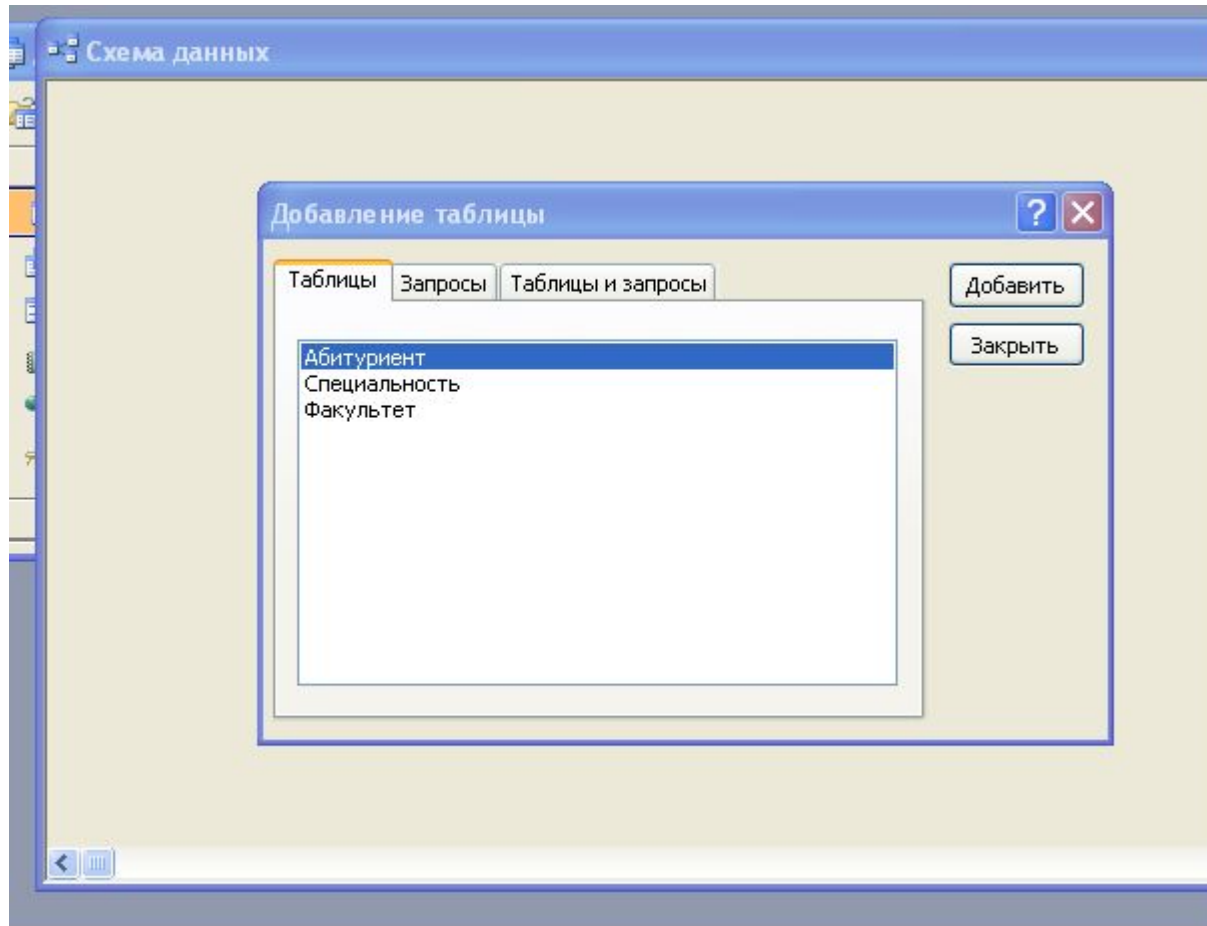 Схема данных
Добавление таблицы
Таблицы Запросы Таблицы и запросы
Добавить
Закрыть
Абитуриент
Специальность
Факультет